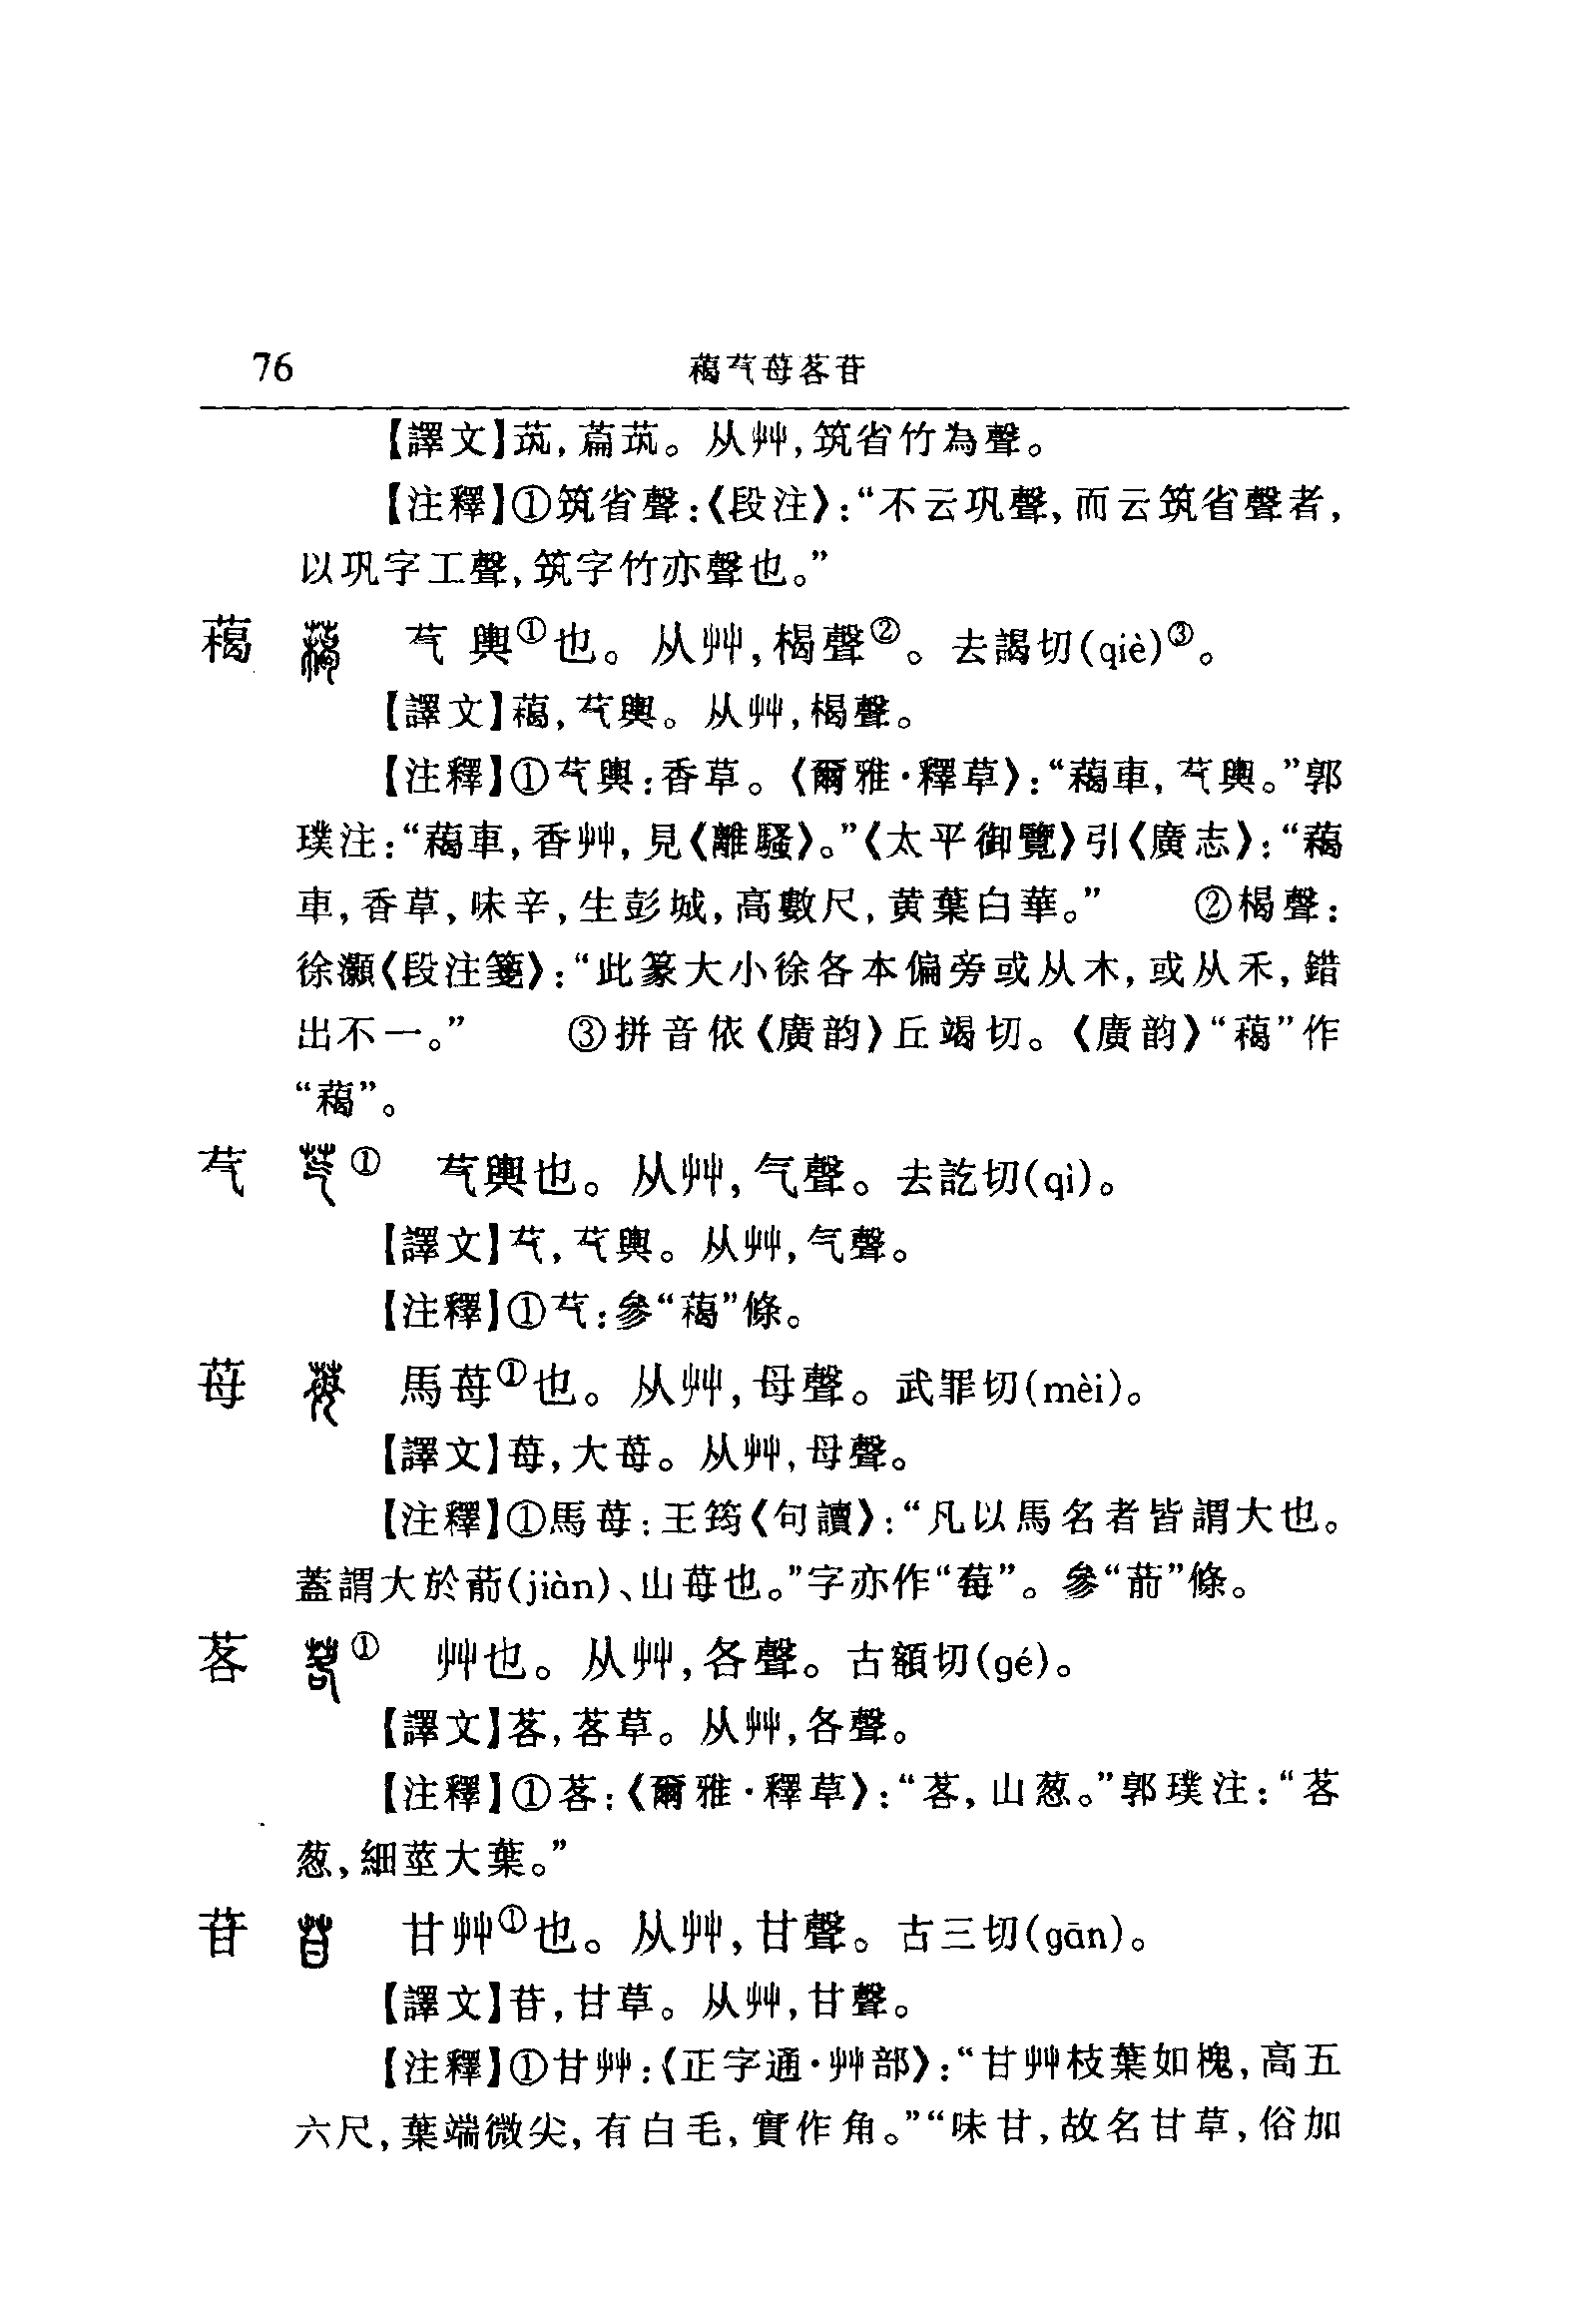 76 藒芞苺茖苷
【譯文】茿,萹茿。从艸,筑省竹為聲。
【注釋】①筑省聲:《段注》:“不云巩聲,而云筑省聲者,
以巩字工聲,筑字竹亦聲也。”
藒 芞輿①也。从艸,楬聲②。去謁切(qiè)③。
【譯文】藒,芞輿。从艸,楬聲。
【注釋】①芞輿:香草。《爾雅·釋草》:“藒車,芞輿。”郭
璞注:“藒車,香艸,見《離騷》。”《太平御覽》引《廣志》:“藒
車,香草,味辛,生彭城,高數尺,黄葉白華。” ②楬聲:
徐灝《段注箋》:“此篆大小徐各本偏旁或从木,或从禾,錯
出不一。” ③拼音依《廣韵》丘竭切。《廣韵》“藒”作
“藒”。
芞 ① 芞輿也。从艸,气聲。去訖切(qì)。
【譯文】芞,芞輿。从艸,气聲。
【注釋】①芞:參“藒”條。
苺 馬苺①也。从艸,母聲。武罪切(mèi)。
【譯文】苺,大苺。从艸,母聲。
【注釋】①馬苺:王筠《句讀》:“凡以馬名者皆謂大也。
蓋謂大於葥(jiàn)、山苺也。”字亦作“莓”。參“葥”條。
茖 ① 艸也。从艸,各聲。古額切(gé)。
【譯文】茖,茖草。从艸,各聲。
【注釋】①茖:《爾雅·釋草》:“茖,山葱。”郭璞注:“茖
葱,細莖大葉。”
苷 甘艸①也。从艸,甘聲。古三切(gān)。
【譯文】苷,甘草。从艸,甘聲。
【注釋】①甘艸:《正字通·艸部》:“甘艸枝葉如槐,高五
六尺,葉端微尖,有白毛,實作角。”“味甘,故名甘草,俗加